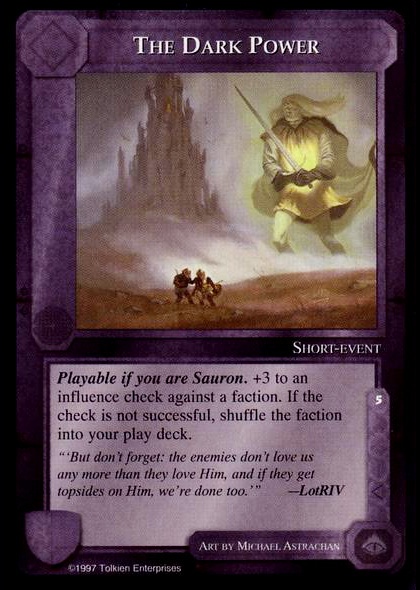 THE DARK POWER
SHORT-EVENT
Playable if you are Sauron. +3 to an
influence check against a faction. If the
check is not successful, shuffle the faction
into your play deck.
5
“‘But don’t forget: the enemies don’t love us
any more than they love Him, and if they get
topsides on Him, we’re done too.’” —LotRIV
ART BY MICHAEL ASTRACHAN
©1997 Tolkien Enterprises